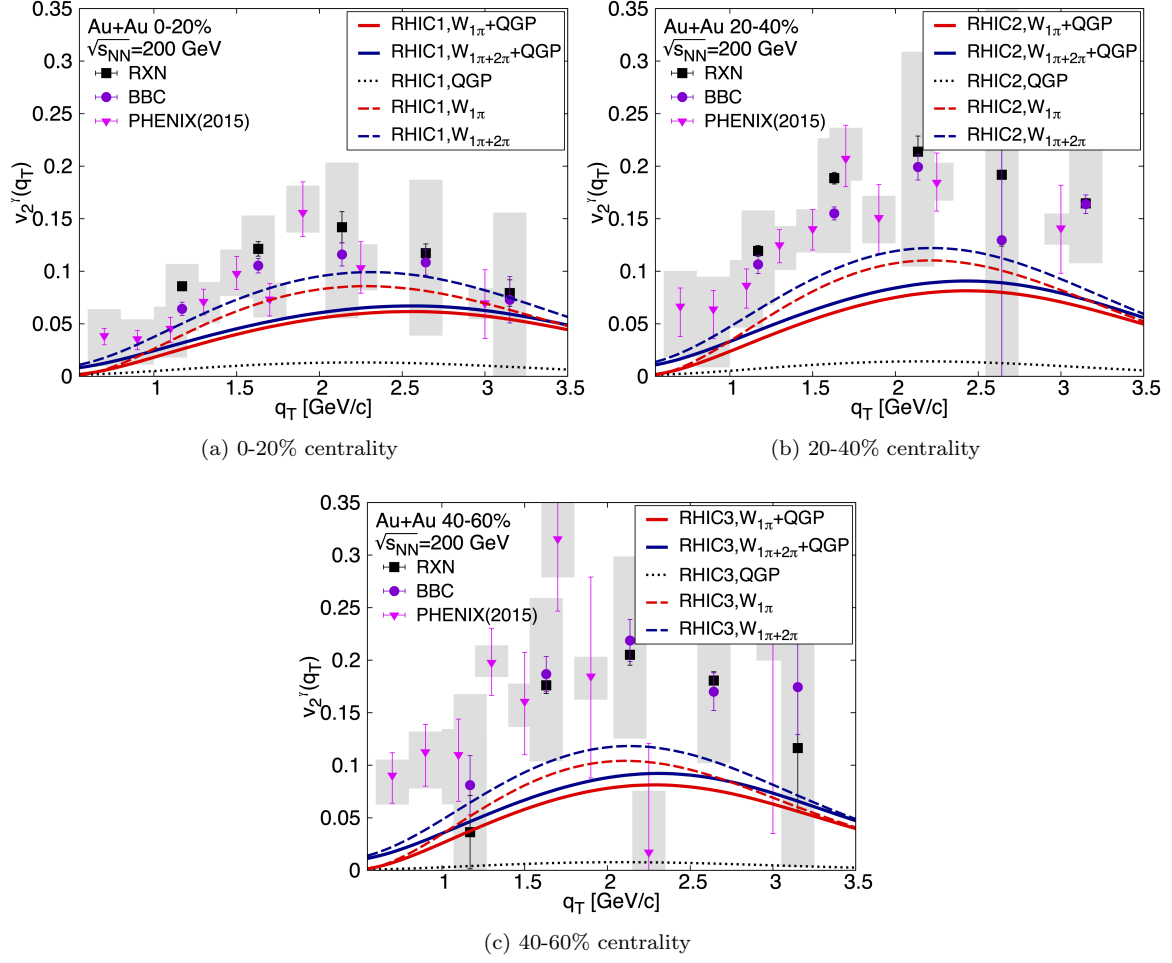 Au+Au 0-20%
√sNN=200 GeV
RXN
BBC
PHENIX(2015)
RHIC1,W1π+QGP
RHIC1,W1π+2π+QGP
RHIC1,QGP
RHIC1,W1π
RHIC1,W1π+2π
0.35
0.3
0.25
0.2
0.15
0.1
0.05
0
v2γ(qT)
1 1.5 2 2.5 3 3.5
qT [GeV/c]
(a) 0-20% centrality
Au+Au 20-40%
√sNN=200 GeV
RXN
BBC
PHENIX(2015)
RHIC2,W1π+QGP
RHIC2,W1π+2π+QGP
RHIC2,QGP
RHIC2,W1π
RHIC2,W1π+2π
0.35
0.3
0.25
0.2
0.15
0.1
0.05
0
v2γ(qT)
1 1.5 2 2.5 3 3.5
qT [GeV/c]
(b) 20-40% centrality
Au+Au 40-60%
√sNN=200 GeV
RXN
BBC
PHENIX(2015)
RHIC3,W1π+QGP
RHIC3,W1π+2π+QGP
RHIC3,QGP
RHIC3,W1π
RHIC3,W1π+2π
0.35
0.3
0.25
0.2
0.15
0.1
0.05
0
v2γ(qT)
1 1.5 2 2.5 3 3.5
qT [GeV/c]
(c) 40-60% centrality